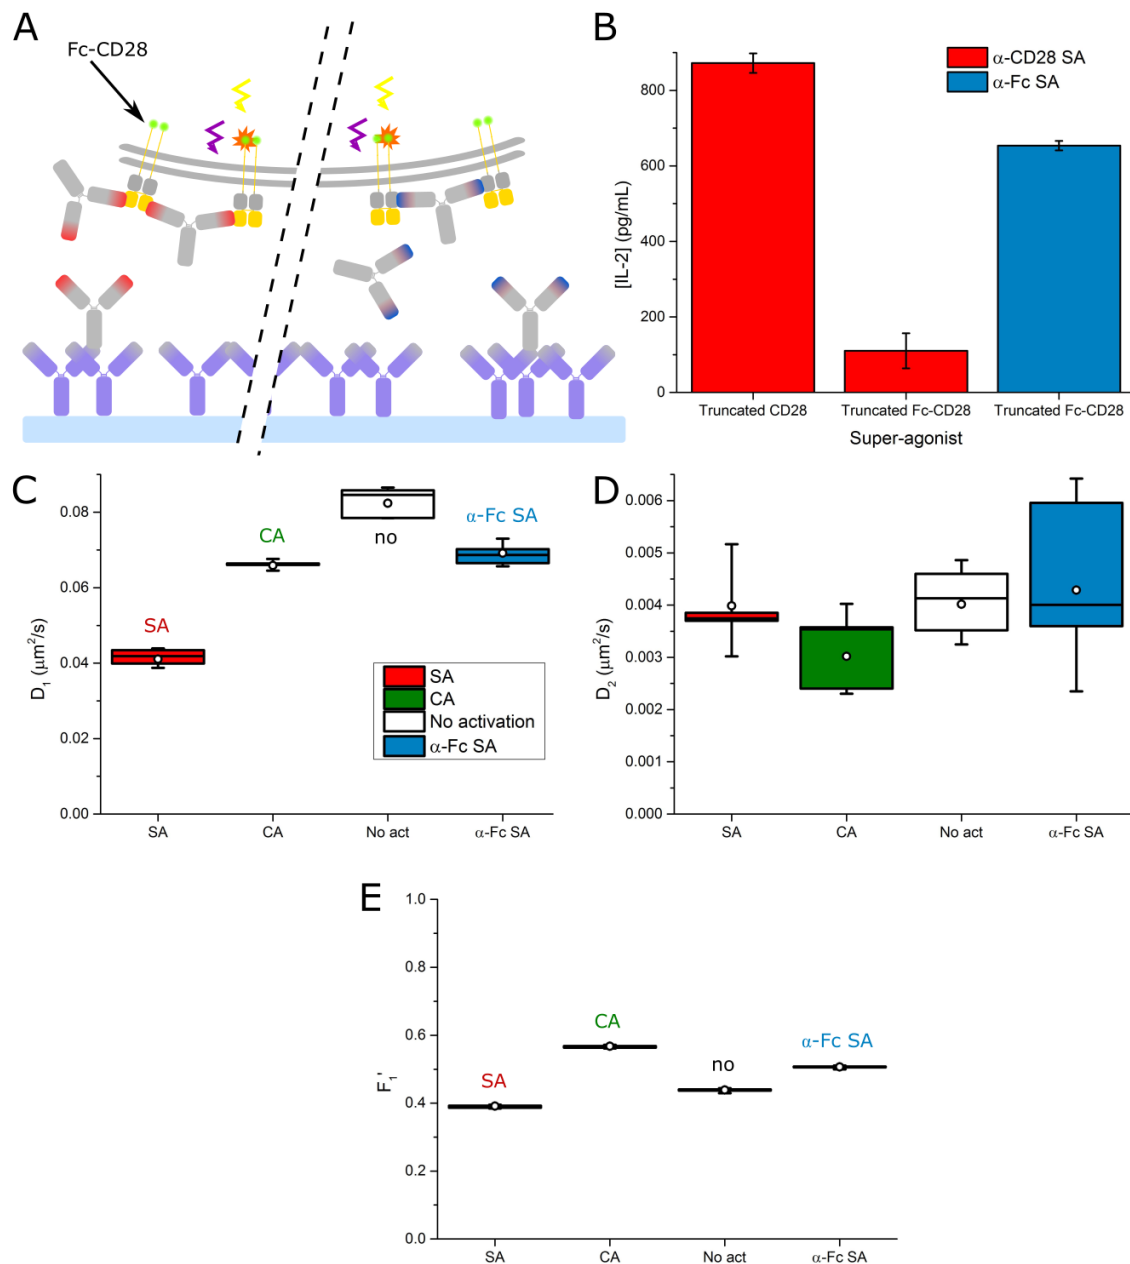 A
Fc-CD28
B
α-CD28 SA
α-Fc SA
[IL-2] (pg/mL)
800
600
400
200
0
Truncated CD28
Truncated Fc-CD28
Truncated Fc-CD28
Super-agonist
C
D₁ (μm²/s)
0.08
0.06
0.04
0.02
0.00
SA
CA
no
α-Fc SA
SA
CA
No activation
α-Fc SA
SA
CA
No act
α-Fc SA
D
D₂ (μm²/s)
0.006
0.005
0.004
0.003
0.002
0.001
0.000
SA
CA
No act
α-Fc SA
E
F₁'
1.0
0.8
0.6
0.4
0.2
0.0
SA
CA
no
α-Fc SA
SA
CA
No act
α-Fc SA